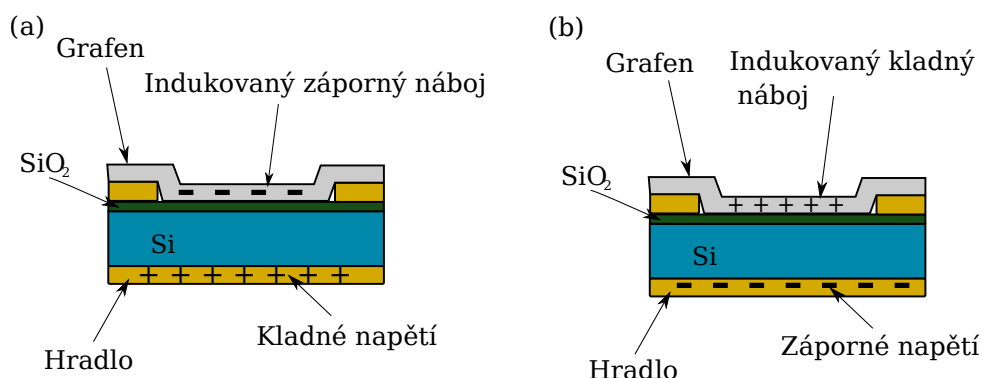 (a)
Grafen
Indukovaný záporný náboj
SiO₂
Si
Kladné napětí
Hradlo
(b)
Grafen
Indukovaný kladný
náboj
SiO₂
Si
Záporné napětí
Hradlo